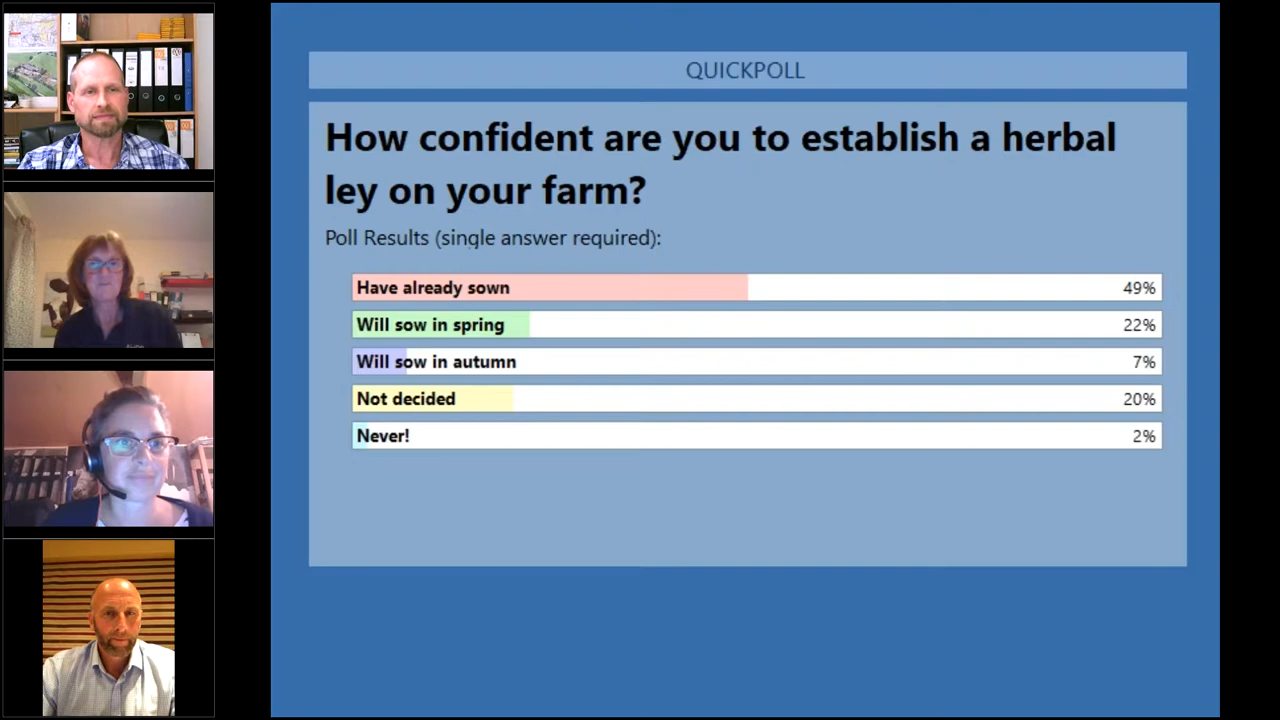 QUICKPOLL
How confident are you to establish a herbal
ley on your farm?
Poll Results (single answer required):
Have already sown 49%
Will sow in spring 22%
Will sow in autumn 7%
Not decided 20%
Never! 2%